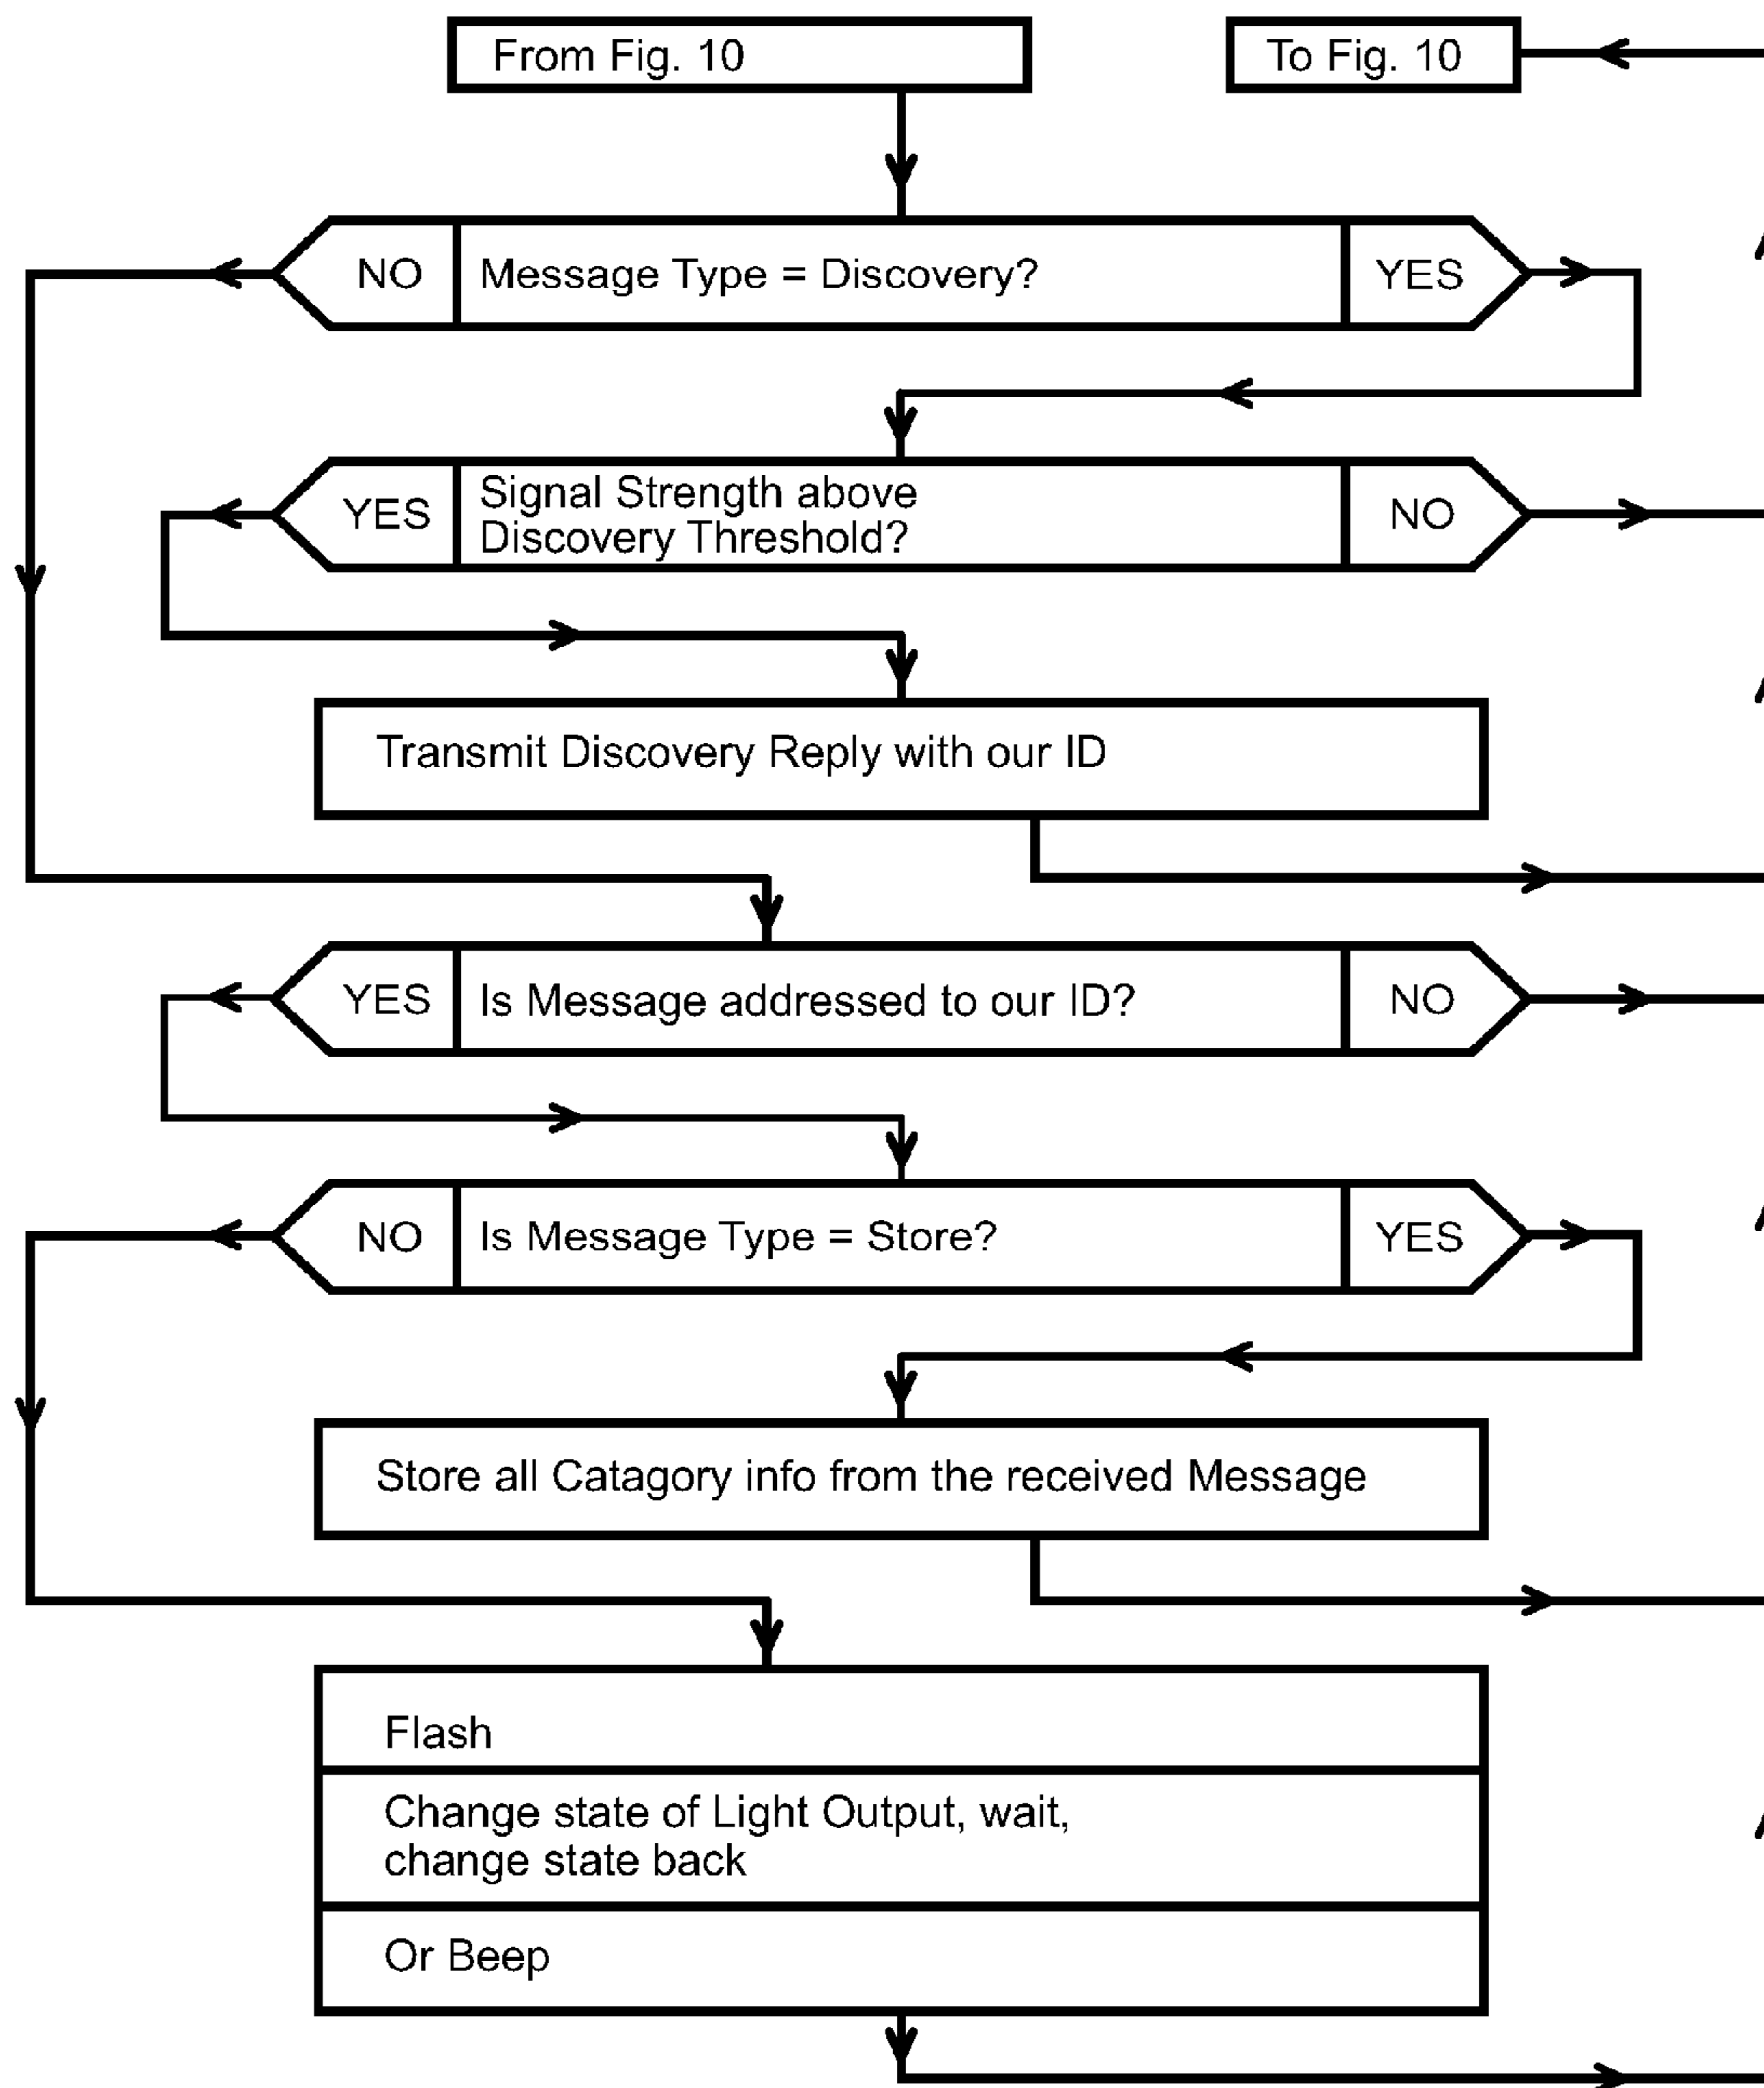 From Fig. 10
To Fig. 10
NO
Message Type = Discovery?
YES
YES
Signal Strength above
Discovery Threshold?
NO
Transmit Discovery Reply with our ID
YES
Is Message addressed to our ID?
NO
NO
Is Message Type = Store?
YES
Store all Catagory info from the received Message
Flash
Change state of Light Output, wait,
change state back
Or Beep